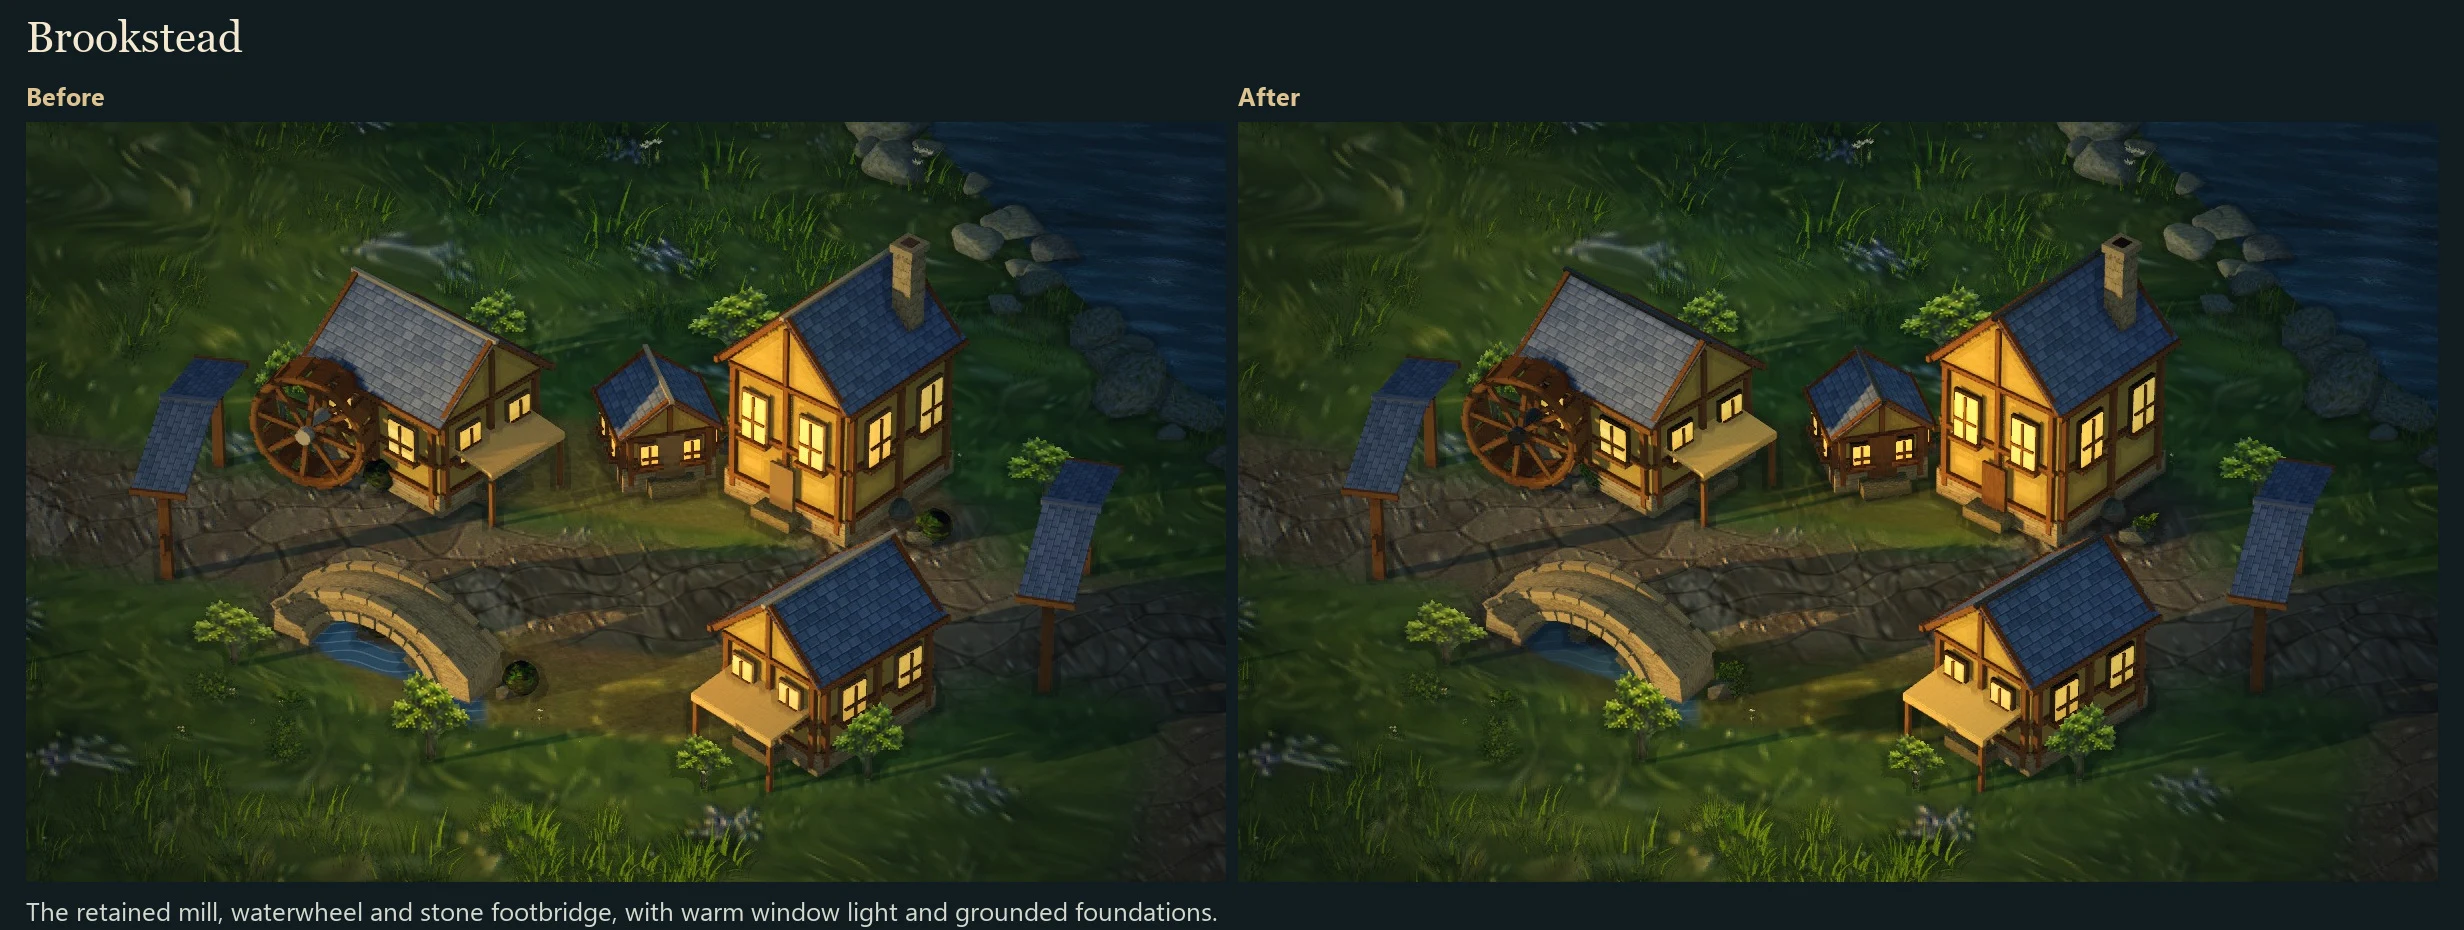 Brookstead
Before
After
The retained mill, waterwheel and stone footbridge, with warm window light and grounded foundations.